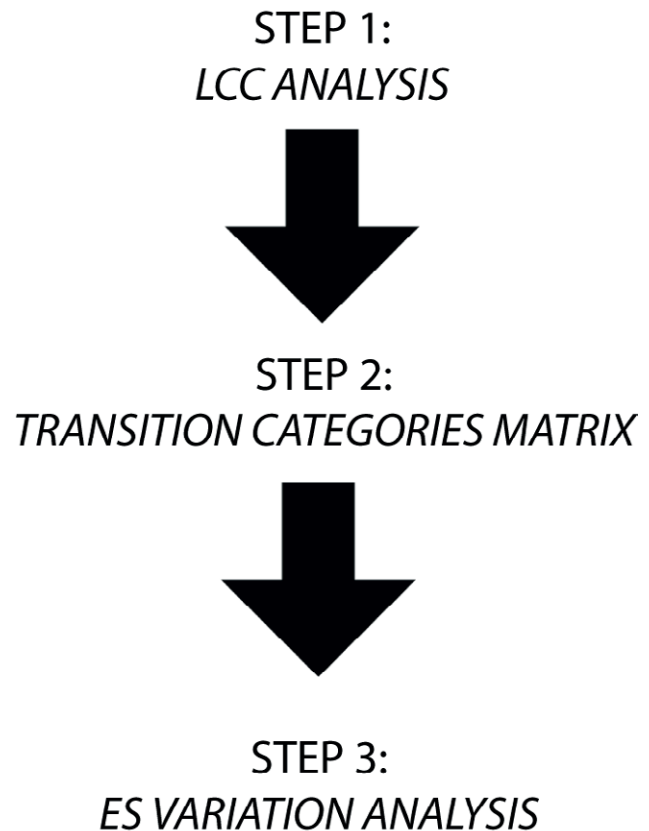 STEP 1:
LCC ANALYSIS
STEP 2:
TRANSITION CATEGORIES MATRIX
STEP 3:
ES VARIATION ANALYSIS